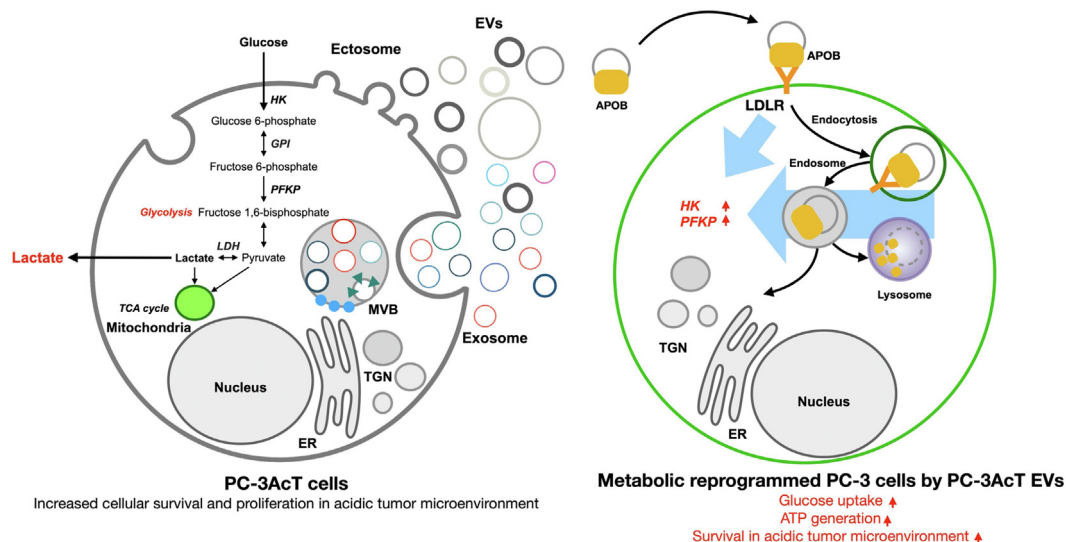 EVs
Ectosome
Glucose
HK
Glucose 6-phosphate
GPI
Fructose 6-phosphate
PFKP
Glycolysis Fructose 1,6-bisphosphate
LDH
Lactate
Lactate
Pyruvate
TCA cycle
Mitochondria
MVB
Exosome
TGN
Nucleus
ER
PC-3AcT cells
Increased cellular survival and proliferation in acidic tumor microenvironment
APOB
APOB
LDLR
Endocytosis
Endosome
HK
PFKP
Lysosome
TGN
ER
Nucleus
Metabolic reprogrammed PC-3 cells by PC-3AcT EVs
Glucose uptake
ATP generation
Survival in acidic tumor microenvironment